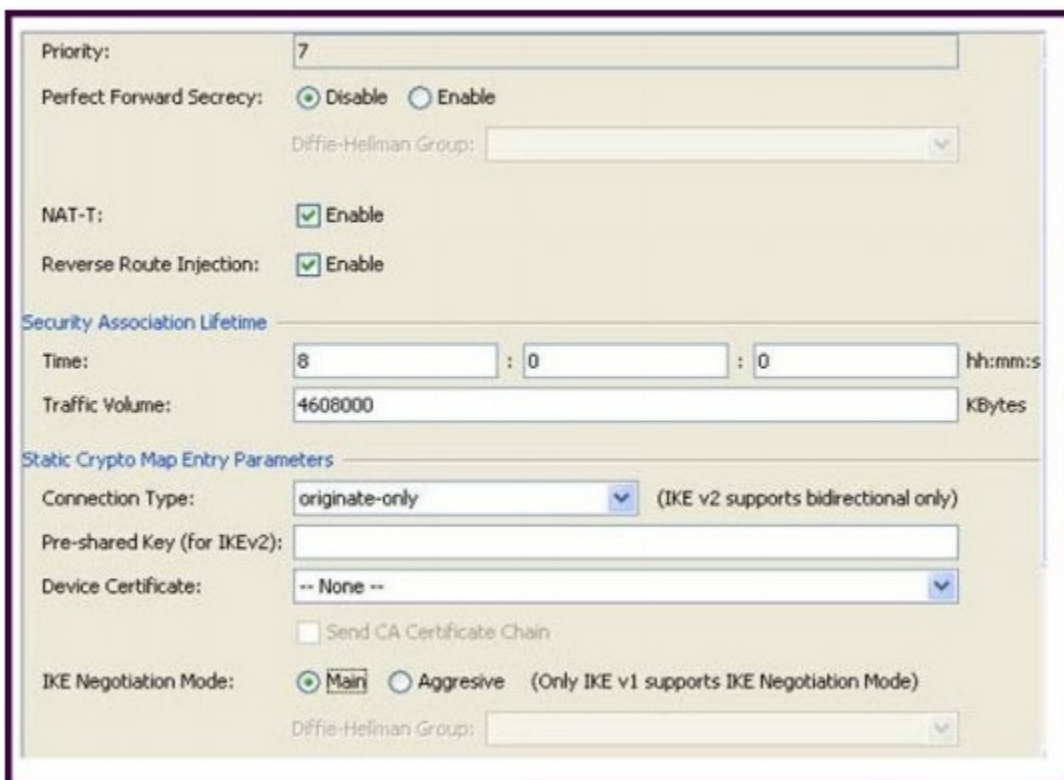 Priority: 7
Perfect Forward Secrecy: Disable Enable
Diffie-Hellman Group:
NAT-T: Enable
Reverse Route Injection: Enable
Security Association Lifetime
Time: 8 : 0 : 0 hh:mm:s
Traffic Volume: 4608000 KBytes
Static Crypto Map Entry Parameters
Connection Type: originate-only (IKE v2 supports bidirectional only)
Pre-shared Key (for IKEv2):
Device Certificate: -- None --
Send CA Certificate Chain
IKE Negotiation Mode: Main Aggresive (Only IKE v1 supports IKE Negotiation Mode)
Diffie-Hellman Group: